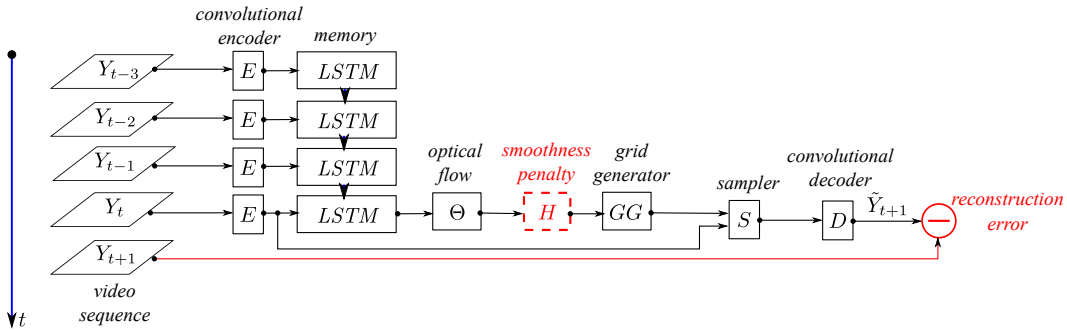 convolutional
encoder
memory
Y_{t−3}
E
LSTM
Y_{t−2}
E
LSTM
Y_{t−1}
E
LSTM
Y_t
E
LSTM
optical
flow
Θ
smoothness
penalty
H
grid
generator
GG
sampler
S
convolutional
decoder
D
Ỹ_{t+1}
reconstruction
error
Y_{t+1}
video
sequence
t